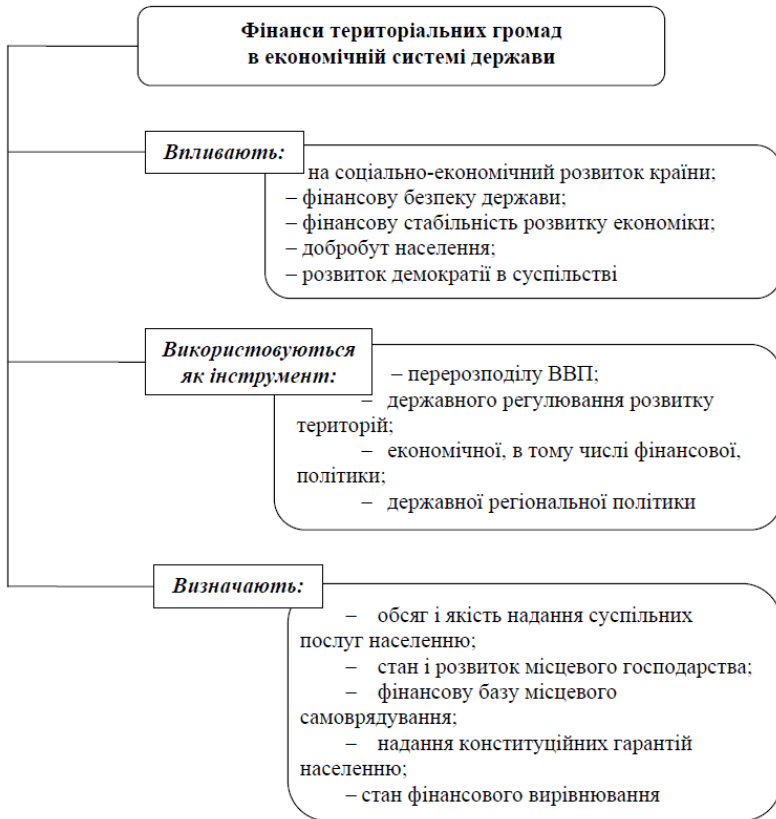 Фінанси територіальних громад
в економічній системі держави
Впливають:
на соціально-економічний розвиток країни;
– фінансову безпеку держави;
– фінансову стабільність розвитку економіки;
– добробут населення;
– розвиток демократії в суспільстві
Використовуються
як інструмент:
– перерозподілу ВВП;
– державного регулювання розвитку
територій;
– економічної, в тому числі фінансової,
політики;
– державної регіональної політики
Визначають:
– обсяг і якість надання суспільних
послуг населенню;
– стан і розвиток місцевого господарства;
– фінансову базу місцевого
самоврядування;
– надання конституційних гарантій
населенню;
– стан фінансового вирівнювання